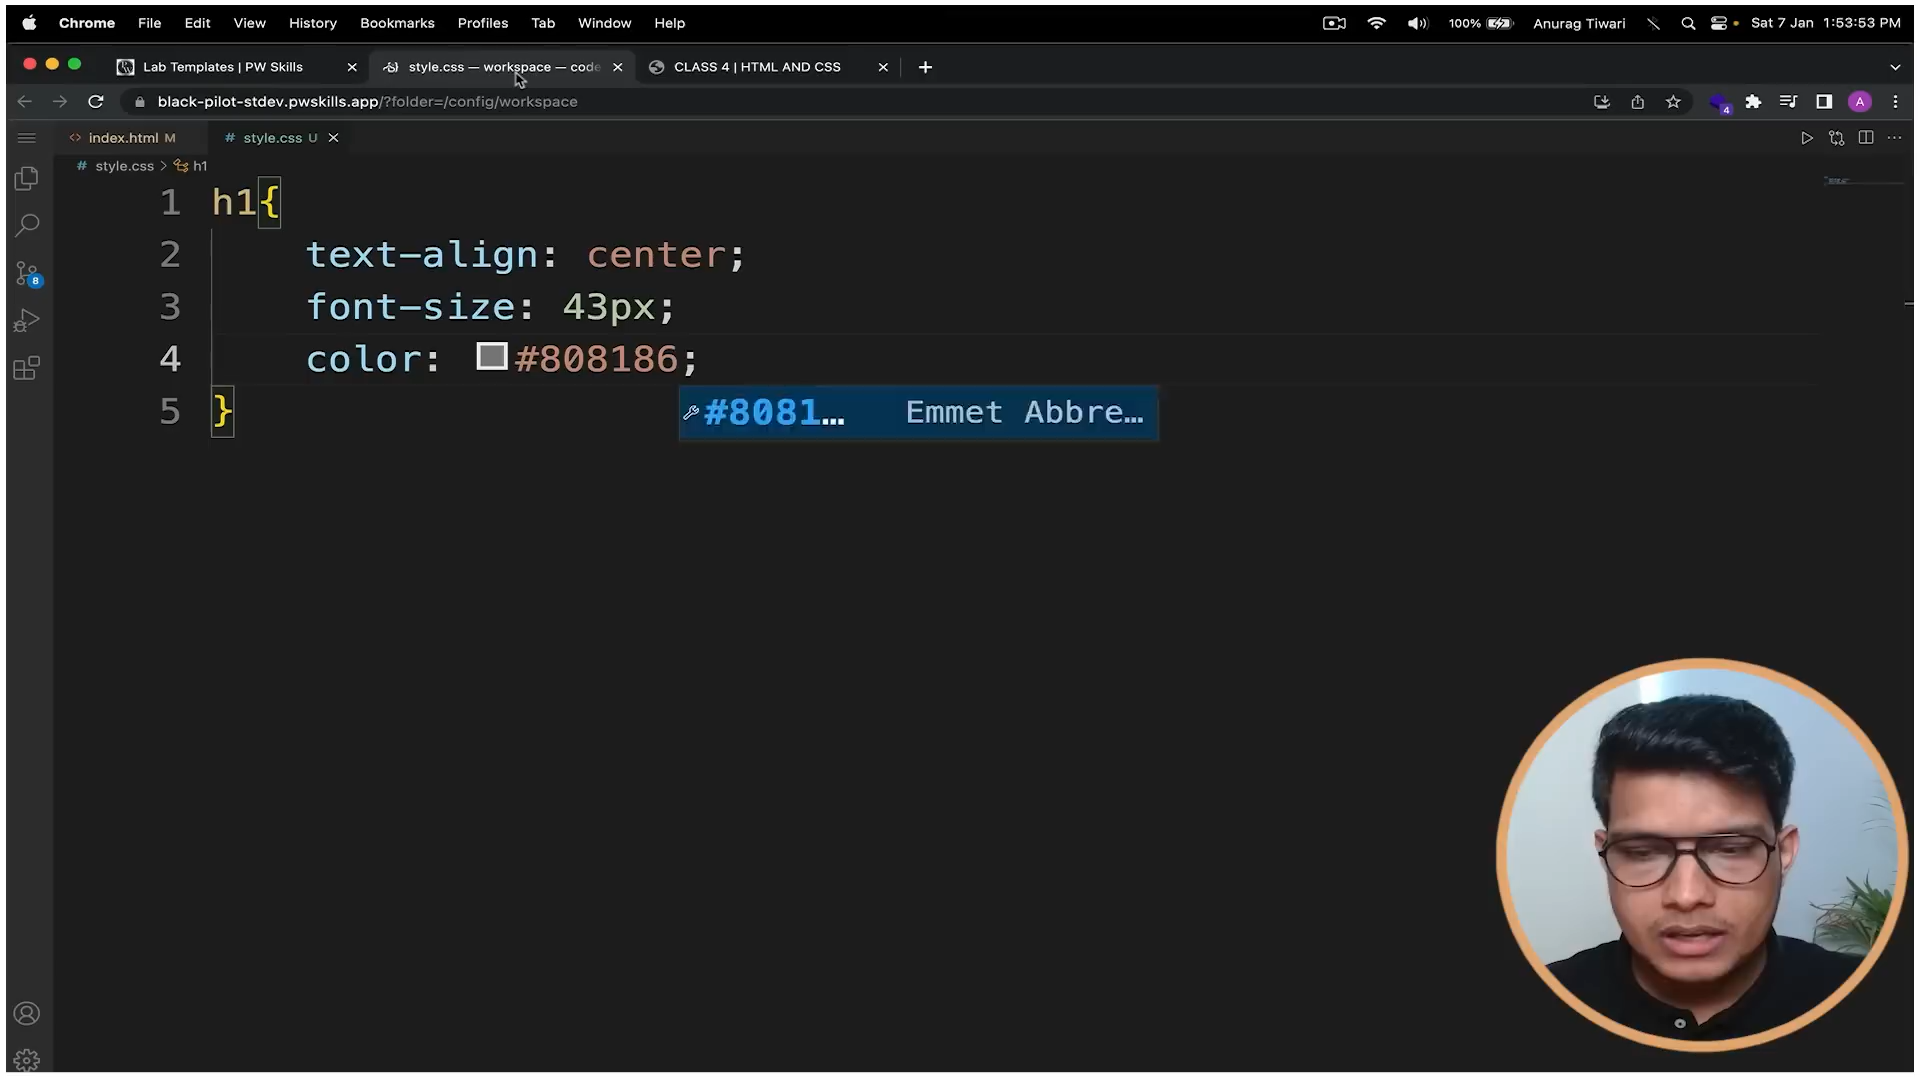 Chrome File Edit View History Bookmarks Profiles Tab Window Help 100% Anurag Tiwari Sat 7 Jan 1:53:53 PM
Lab Templates | PW Skills style.css — workspace — code CLASS 4 | HTML AND CSS
black-pilot-stdev.pwskills.app/?folder=/config/workspace 4 A
<> index.html M # style.css U
# style.css > h1
1 h1{
2 text-align: center;
3 font-size: 43px;
4 color: #808186;
5 }
#8081… Emmet Abbre…
8